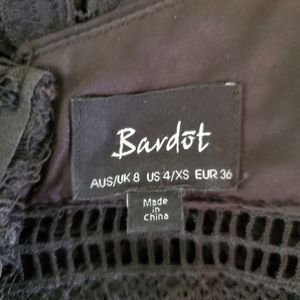 Bardot
AUS/UK 8 US 4/XS EUR 36
Made
in
China